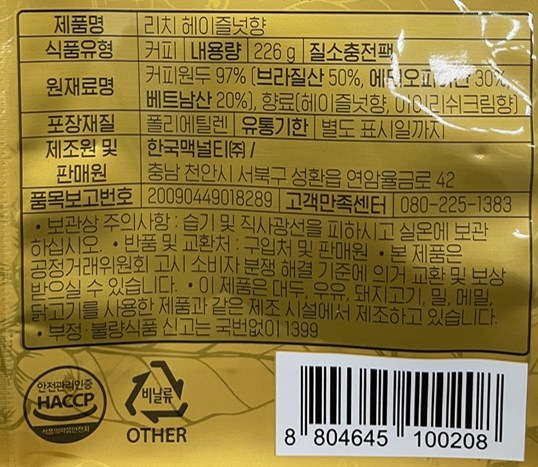 제품명 리치 헤이즐넛향
식품유형 커피 내용량 226 g 질소충전팩
원재료명 커피원두 97% (브라질산 50%, 에티오피아산 30%,
베트남산 20%), 향료(헤이즐넛향, 아이리쉬크림향)
포장재질 폴리에틸렌 유통기한 별도 표시일까지
제조원 및 판매원 한국맥널티(주) /
충남 천안시 서북구 성환읍 연암율금로 42
품목보고번호 20090449018289 고객만족센터 080-225-1383
• 보관상 주의사항 : 습기 및 직사광선을 피하시고 실온에 보관
하십시오. • 반품 및 교환처 : 구입처 및 판매원 • 본 제품은
공정거래위원회 고시 소비자 분쟁 해결 기준에 의거 교환 및 보상
받으실 수 있습니다. • 이 제품은 대두, 우유, 돼지고기, 밀, 메밀,
닭고기를 사용한 제품과 같은 제조 시설에서 제조하고 있습니다.
• 부정·불량식품 신고는 국번없이 1399
안전관리인증
HACCP
식품의약품안전처
비닐류
OTHER
8 804645 100208